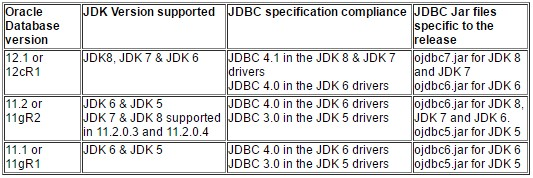 Oracle Database version
JDK Version supported
JDBC specification compliance
JDBC Jar files specific to the release
12.1 or 12cR1
JDK8, JDK 7 & JDK 6
JDBC 4.1 in the JDK 8 & JDK 7 drivers
JDBC 4.0 in the JDK 6 drivers
ojdbc7.jar for JDK 8 and JDK 7
ojdbc6.jar for JDK 6
11.2 or 11gR2
JDK 6 & JDK 5
JDK 7 & JDK 8 supported in 11.2.0.3 and 11.2.0.4
JDBC 4.0 in the JDK 6 drivers
JDBC 3.0 in the JDK 5 drivers
ojdbc6.jar for JDK 8, JDK 7 and JDK 6.
ojdbc5.jar for JDK 5
11.1 or 11gR1
JDK 6 & JDK 5
JDBC 4.0 in the JDK 6 drivers
JDBC 3.0 in the JDK 5 drivers
ojdbc6.jar for JDK 6
ojdbc5.jar for JDK 5